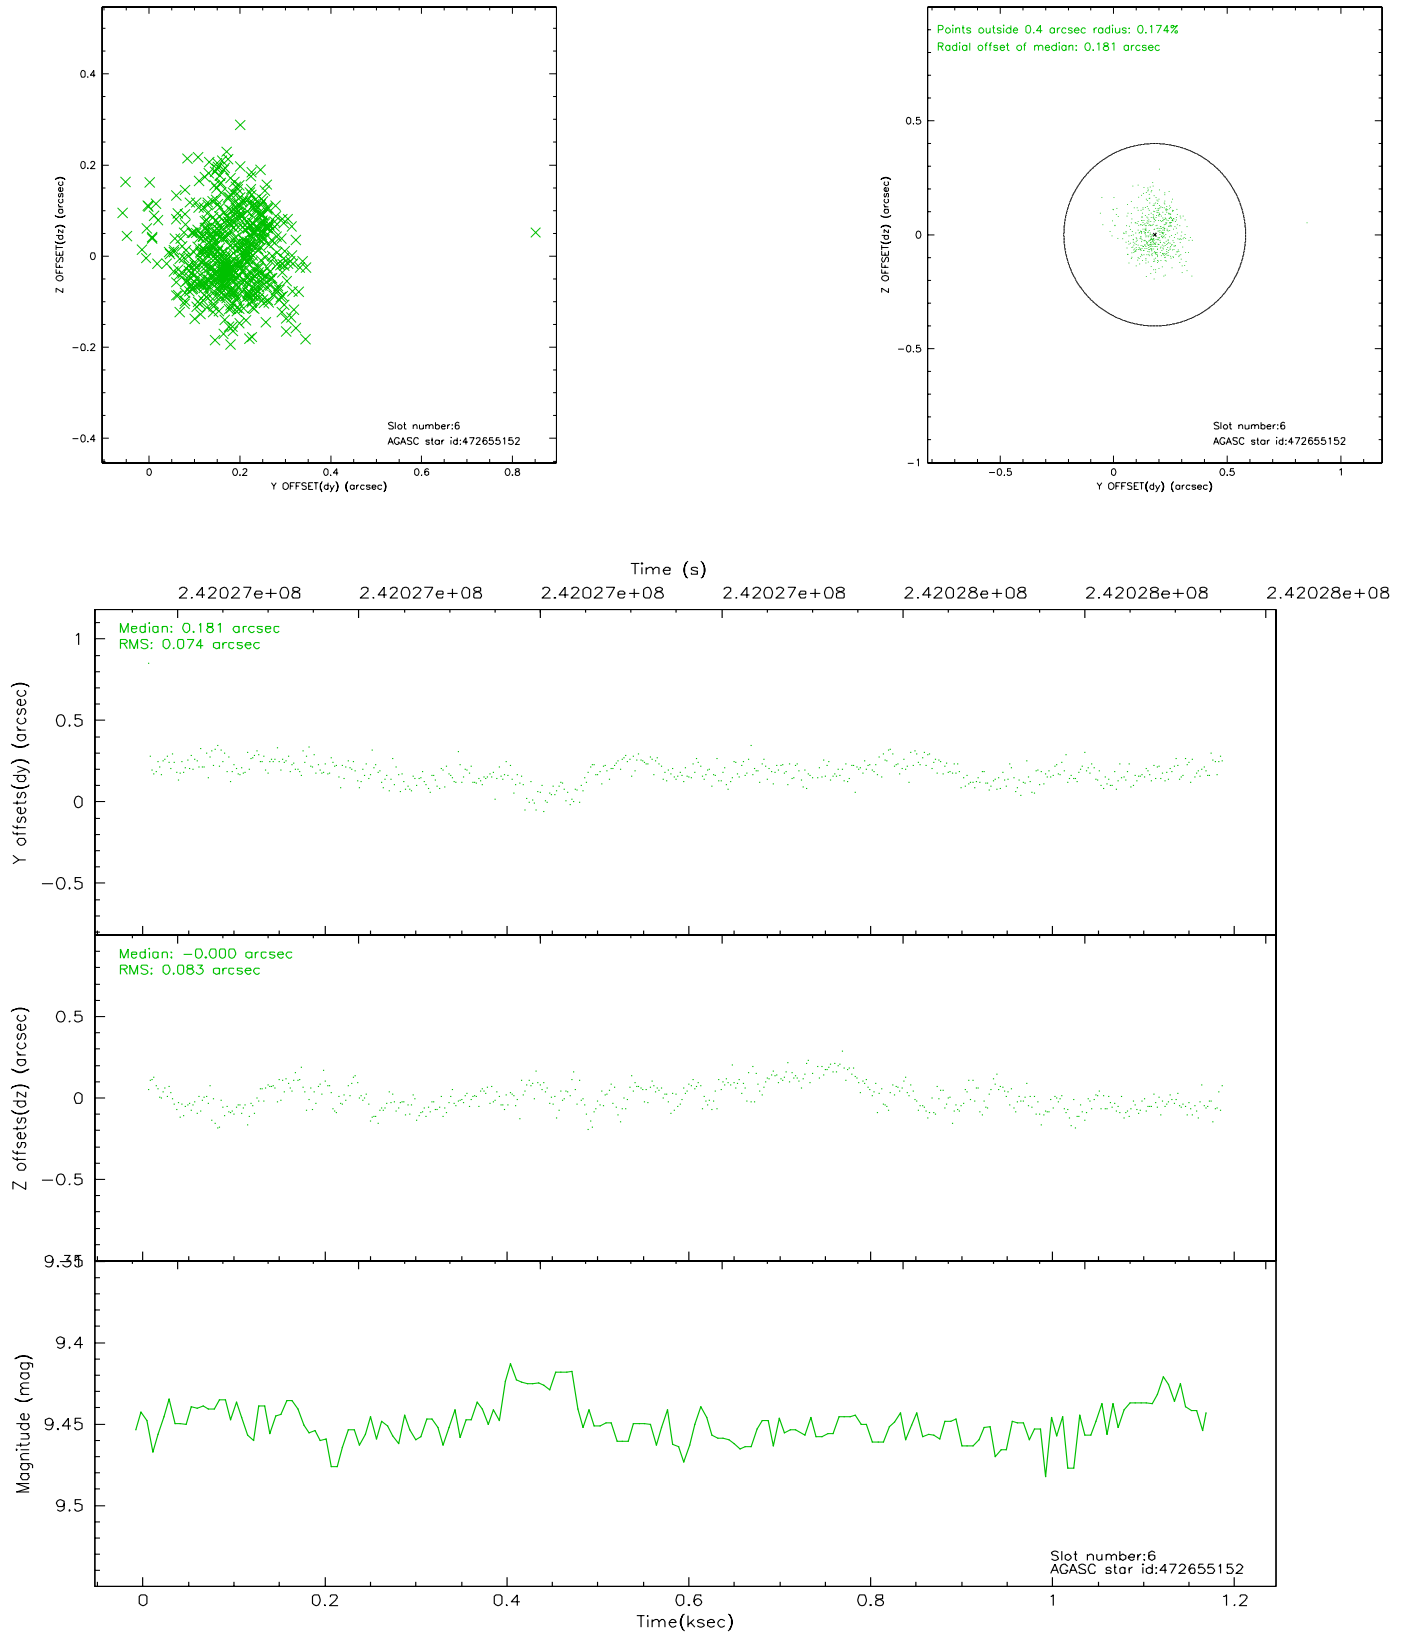 0.4
0.2
0
-0.2
-0.4
Z OFFSET(dz) (arcsec)
0
0.2
0.4
0.6
0.8
Y OFFSET(dy) (arcsec)
Slot number:6
AGASC star id:472655152
Points outside 0.4 arcsec radius: 0.174%
Radial offset of median: 0.181 arcsec
0.5
0
-0.5
-1
Z OFFSET(dz) (arcsec)
-0.5
0
0.5
1
Y OFFSET(dy) (arcsec)
Slot number:6
AGASC star id:472655152
Time (s)
2.42027e+08
2.42027e+08
2.42027e+08
2.42027e+08
2.42028e+08
2.42028e+08
2.42028e+08
Median: 0.181 arcsec
RMS: 0.074 arcsec
1
0.5
0
-0.5
Y offsets(dy) (arcsec)
Median: -0.000 arcsec
RMS: 0.083 arcsec
0.5
0
-0.5
Z offsets(dz) (arcsec)
9.4
9.45
9.5
Magnitude (mag)
Slot number:6
AGASC star id:472655152
0
0.2
0.4
0.6
0.8
1
1.2
Time(ksec)